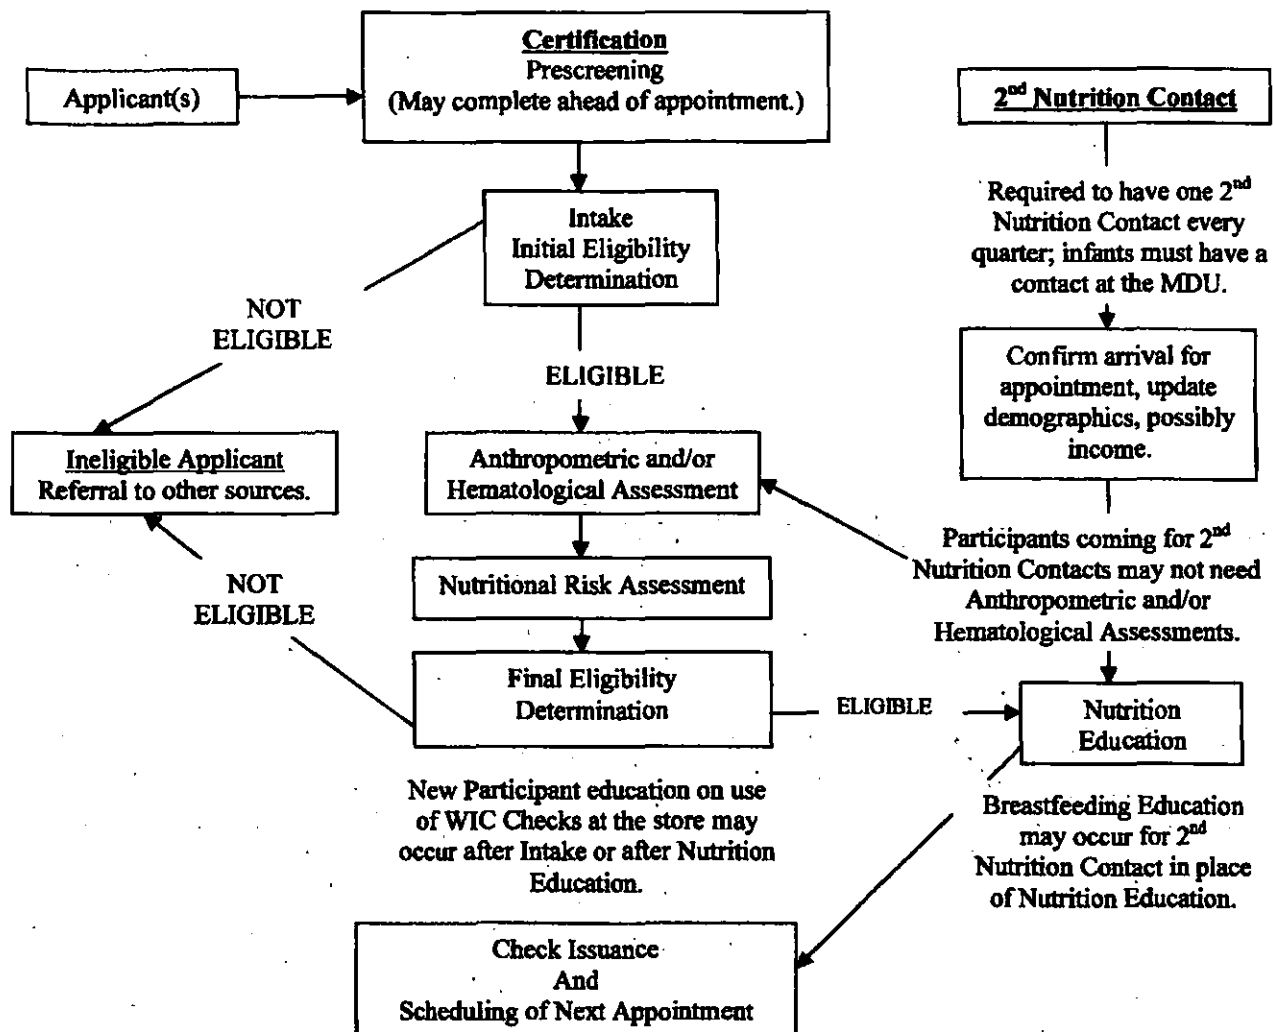 Certification
Prescreening
(May complete ahead of appointment.)
Applicant(s)
2nd Nutrition Contact
Required to have one 2nd
Nutrition Contact every
quarter; infants must have a
contact at the MDU.
Intake
Initial Eligibility
Determination
NOT
ELIGIBLE
ELIGIBLE
Confirm arrival for
appointment, update
demographics, possibly
income.
Ineligible Applicant
Referral to other sources.
Anthropometric and/or
Hematological Assessment
Participants coming for 2nd
Nutrition Contacts may not need
Anthropometric and/or
Hematological Assessments.
Nutritional Risk Assessment
NOT
ELIGIBLE
Final Eligibility
Determination
ELIGIBLE
Nutrition
Education
New Participant education on use
of WIC Checks at the store may
occur after Intake or after Nutrition
Education.
Breastfeeding Education
may occur for 2nd
Nutrition Contact in place
of Nutrition Education.
Check Issuance
And
Scheduling of Next Appointment